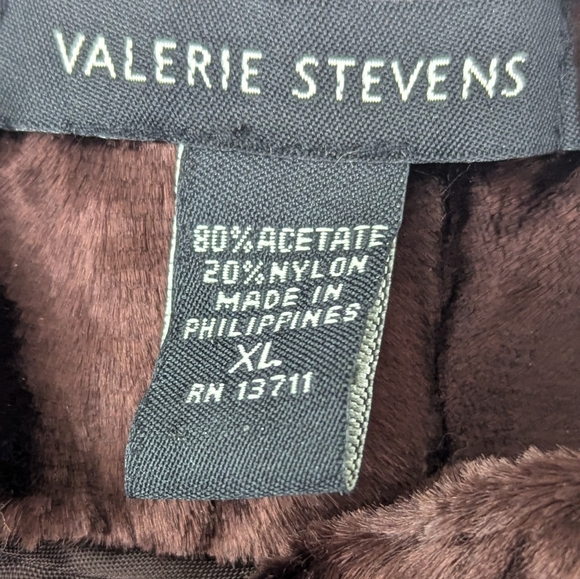 VALERIE STEVENS
80% ACETATE
20% NYLON
MADE IN
PHILIPPINES
XL
RN 13711